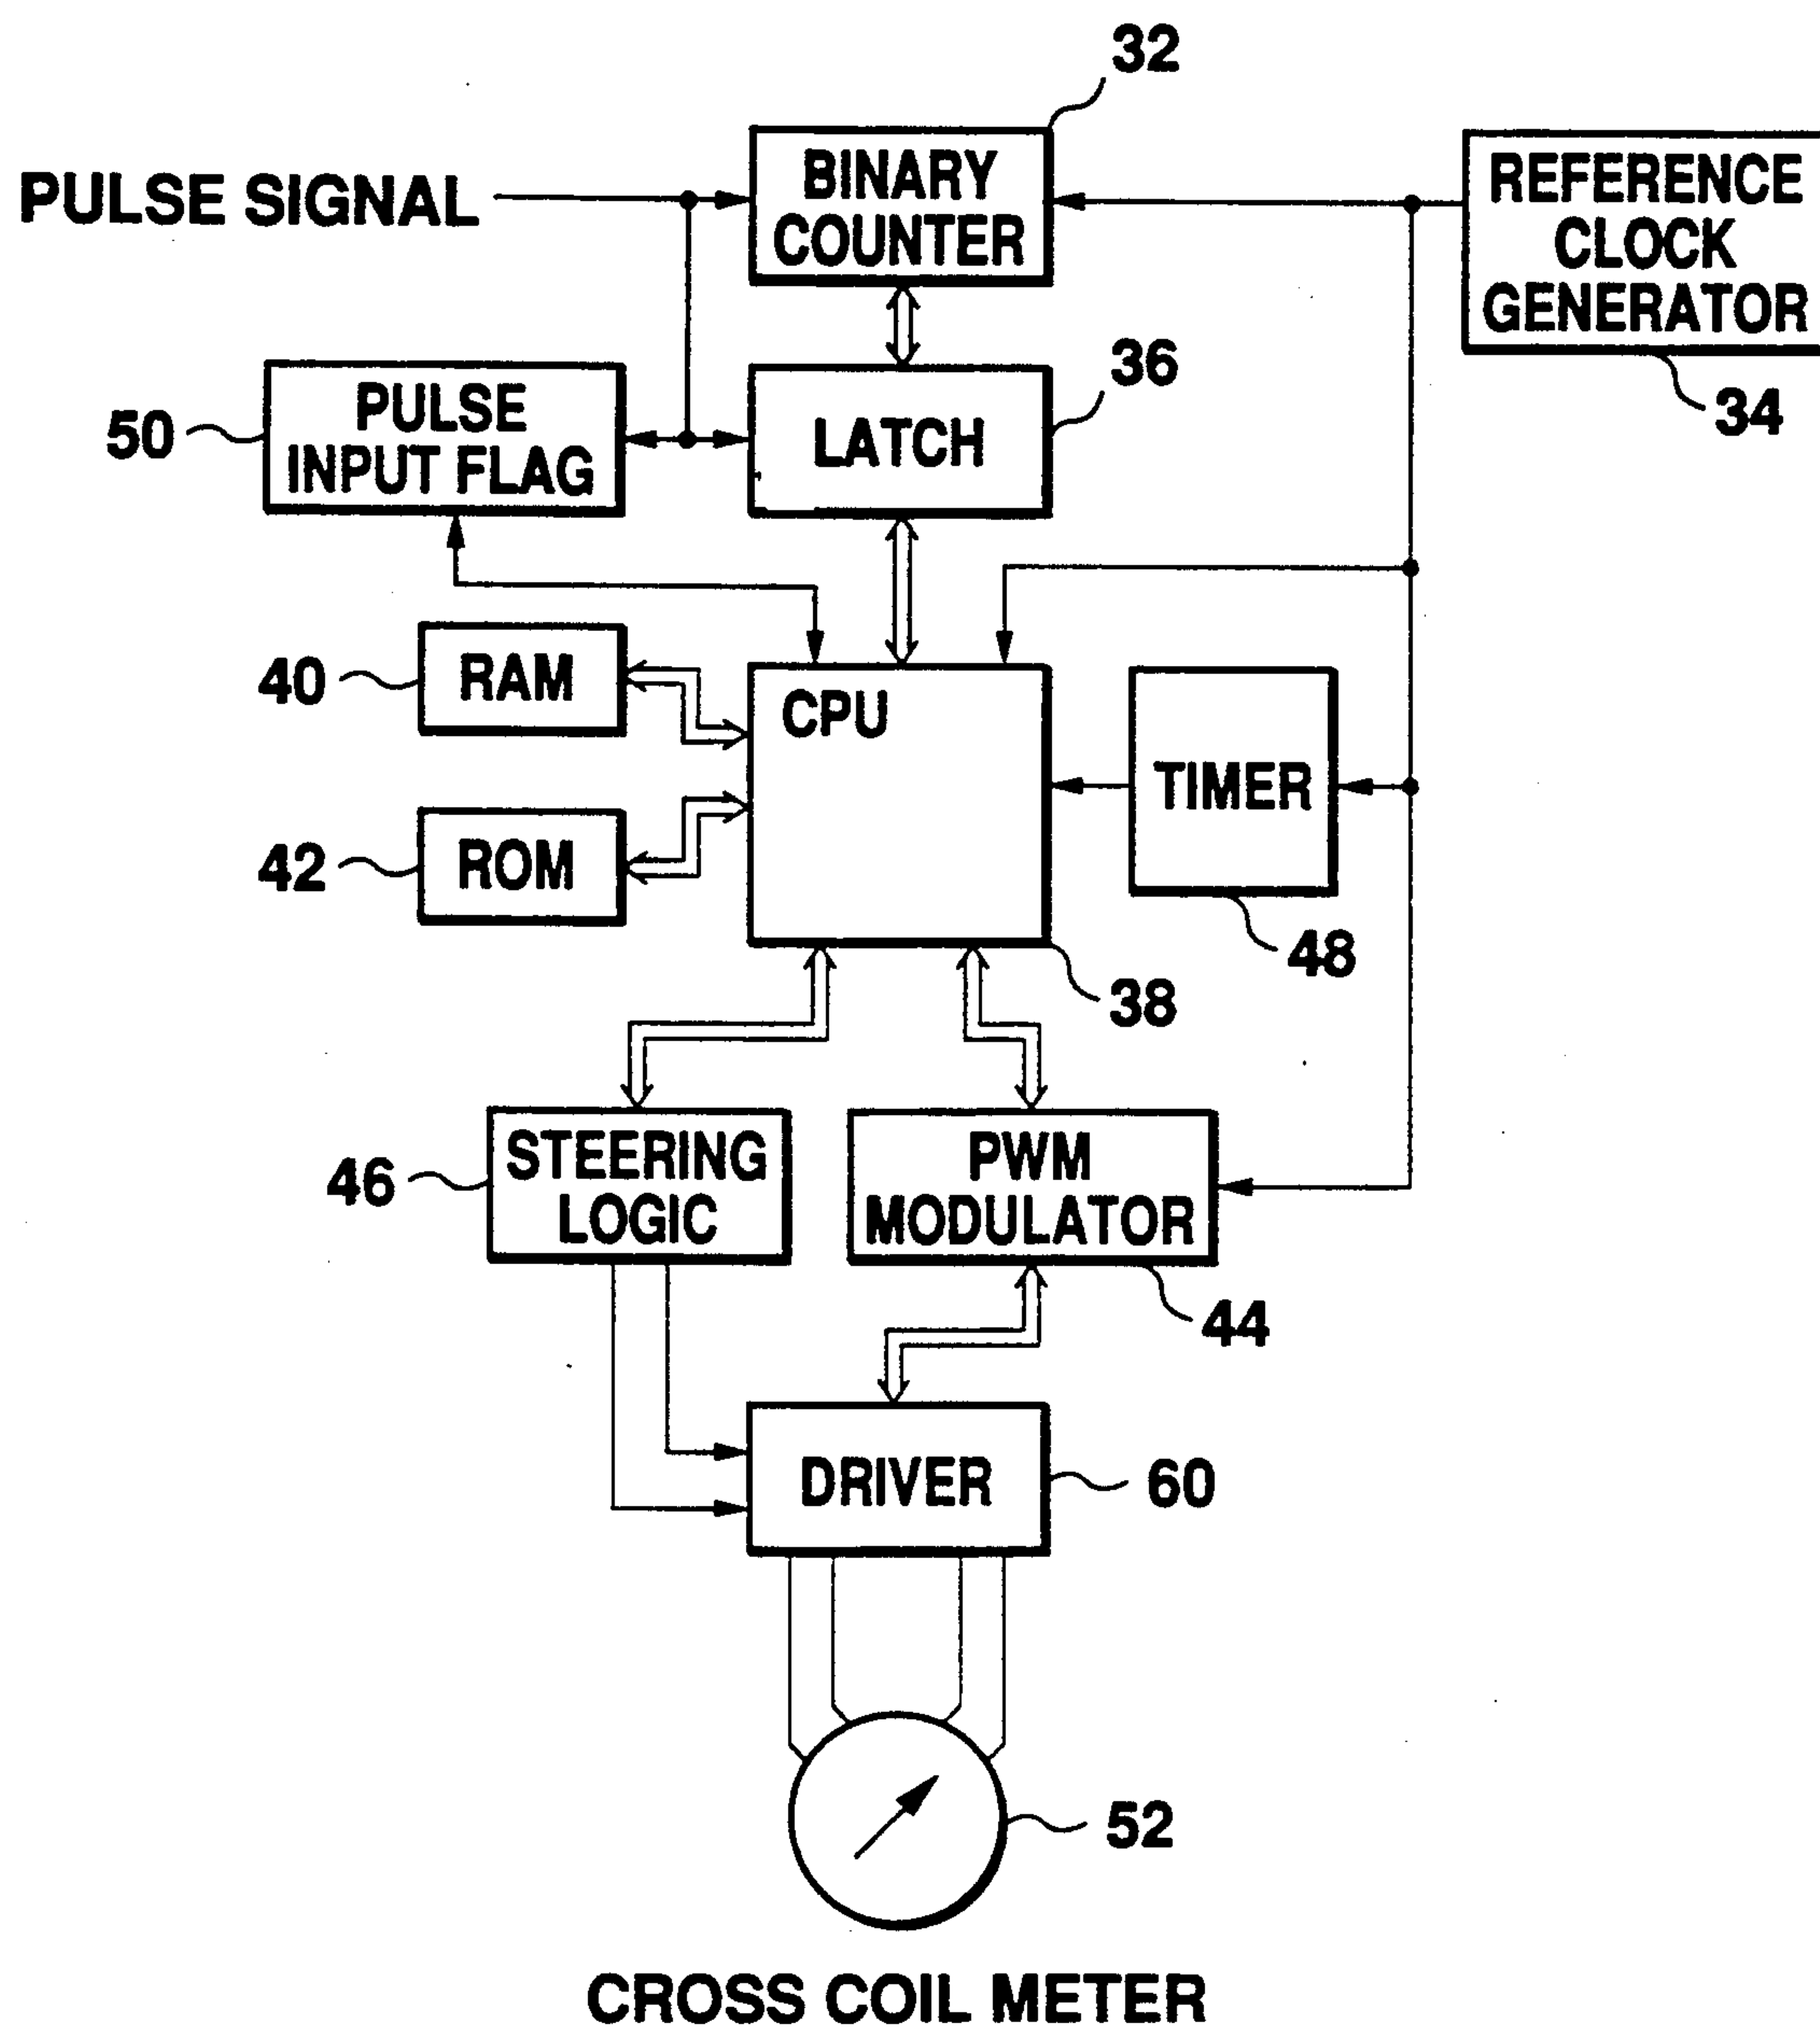 32
PULSE SIGNAL
BINARY
COUNTER
REFERENCE
CLOCK
GENERATOR
34
36
50
PULSE
INPUT FLAG
LATCH
40
RAM
CPU
TIMER
42
ROM
48
38
46
STEERING
LOGIC
PWM
MODULATOR
44
DRIVER
60
52
CROSS COIL METER